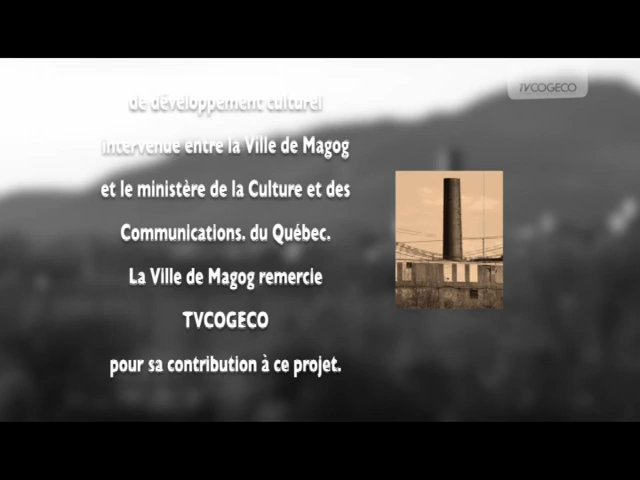 TVCOGECO
de développement culturel
intervenue entre la Ville de Magog
et le ministère de la Culture et des
Communications. du Québec.
La Ville de Magog remercie
TVCOGECO
pour sa contribution à ce projet.